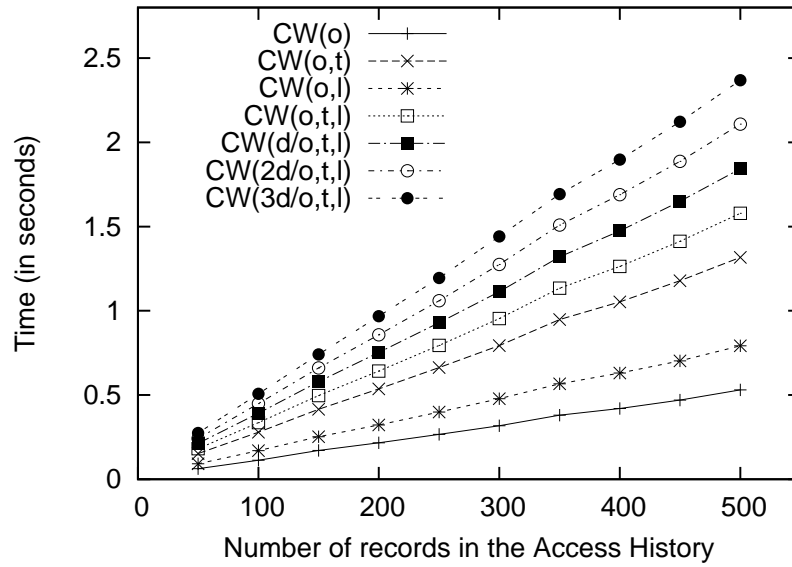 CW(o)
CW(o,t)
CW(o,l)
CW(o,t,l)
CW(d/o,t,l)
CW(2d/o,t,l)
CW(3d/o,t,l)
Time (in seconds)
2.5
2
1.5
1
0.5
0
0 100 200 300 400 500
Number of records in the Access History